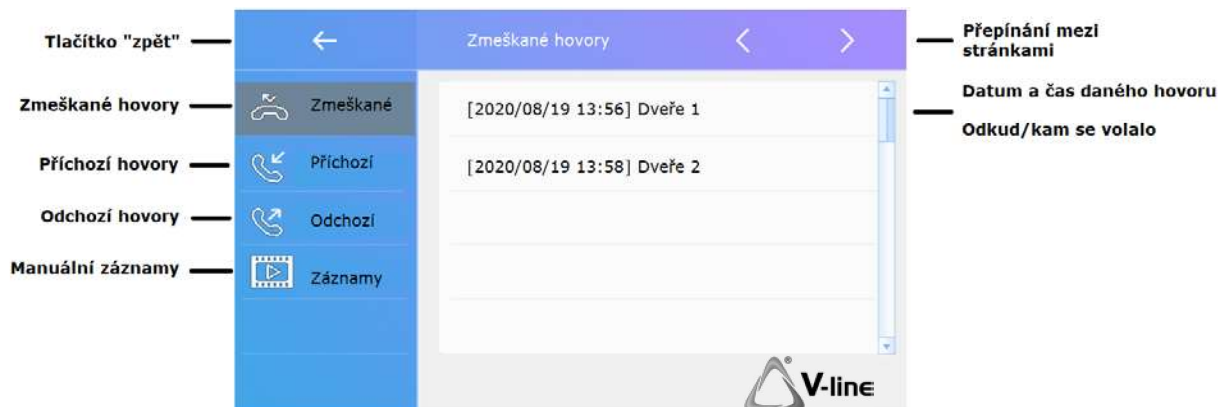 Tlačítko "zpět"
Zmeškané hovory
Přepínání mezi
stránkami
Zmeškané hovory
Zmeškané
[2020/08/19 13:56] Dveře 1
Datum a čas daného hovoru
Odkud/kam se volalo
Příchozí hovory
Příchozí
[2020/08/19 13:58] Dveře 2
Odchozí hovory
Odchozí
Manuální záznamy
Záznamy
V-line
®